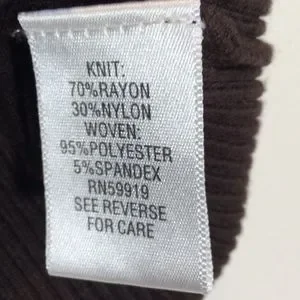 KNIT:
70%RAYON
30%NYLON
WOVEN:
95%POLYESTER
5%SPANDEX
RN59919
SEE REVERSE
FOR CARE